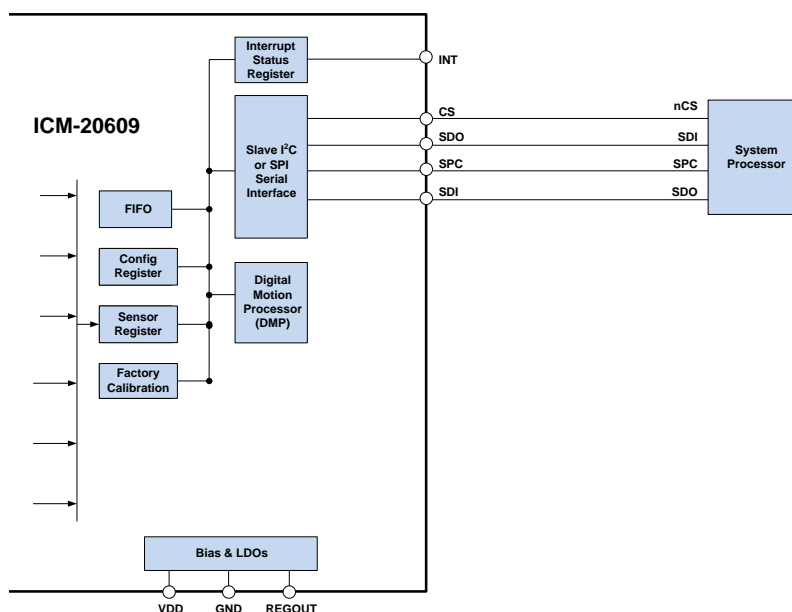 Interrupt
Status
Register
INT
ICM-20609
CS
nCS
SDO
SDI
SPC
SPC
SDI
SDO
Slave I²C
or SPI
Serial
Interface
System
Processor
FIFO
Config
Register
Digital
Motion
Processor
(DMP)
Sensor
Register
Factory
Calibration
Bias & LDOs
VDD
GND
REGOUT